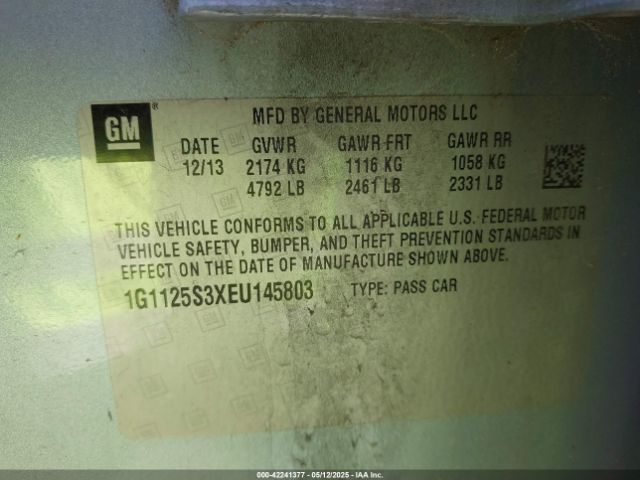 GM ®
MFD BY GENERAL MOTORS LLC
DATE GVWR GAWR FRT GAWR RR
12/13 2174 KG 1116 KG 1058 KG
4792 LB 2461 LB 2331 LB
THIS VEHICLE CONFORMS TO ALL APPLICABLE U.S. FEDERAL MOTOR
VEHICLE SAFETY, BUMPER, AND THEFT PREVENTION STANDARDS IN
EFFECT ON THE DATE OF MANUFACTURE SHOWN ABOVE.
1G1125S3XEU145803 TYPE: PASS CAR
000-42241377 — 05/12/2025 — IAA Inc.